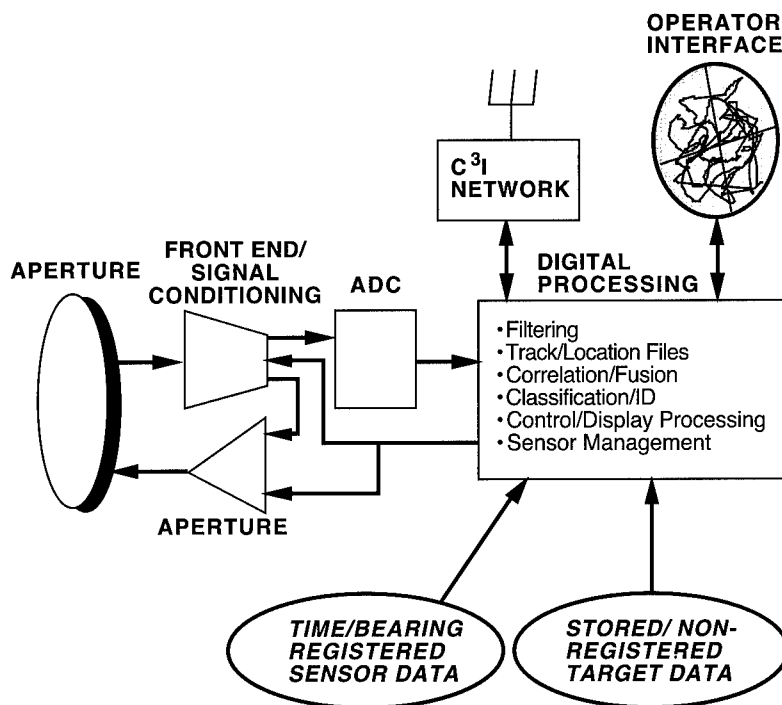 OPERATOR
INTERFACE
C³I
NETWORK
FRONT END/
SIGNAL
CONDITIONING
APERTURE
ADC
DIGITAL
PROCESSING
•Filtering
•Track/Location Files
•Correlation/Fusion
•Classification/ID
•Control/Display Processing
•Sensor Management
APERTURE
TIME/BEARING
REGISTERED
SENSOR DATA
STORED/ NON-
REGISTERED
TARGET DATA